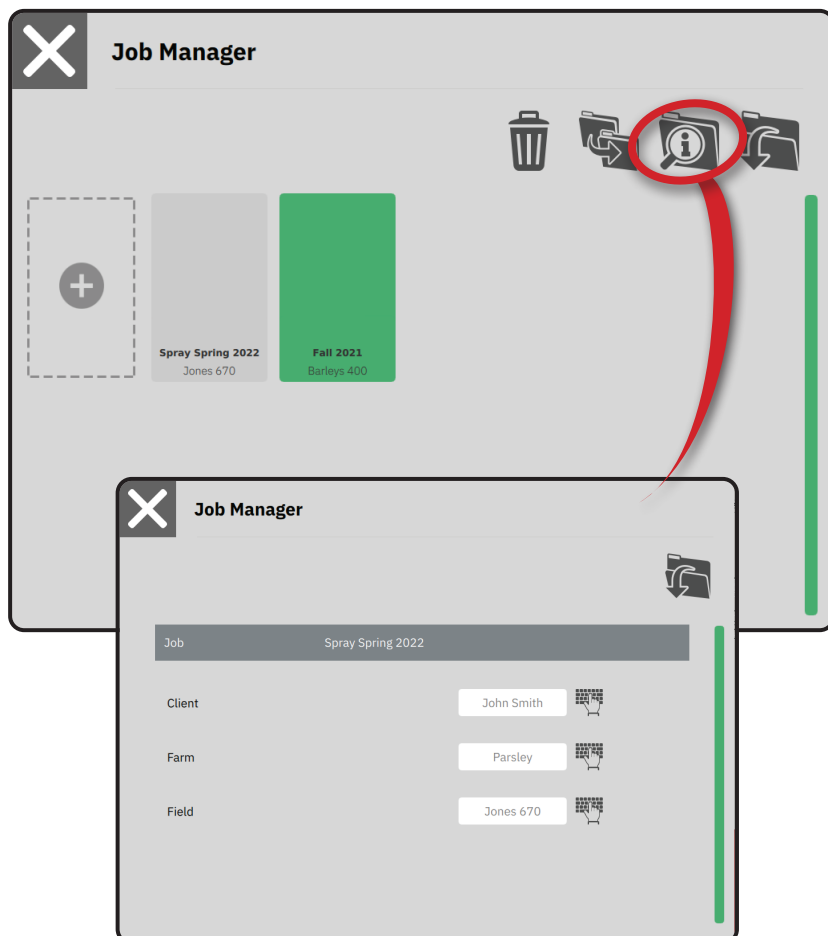 Job Manager
Spray Spring 2022
Jones 670
Fall 2021
Barleys 400
Job Manager
Job Spray Spring 2022
Client John Smith
Farm Parsley
Field Jones 670